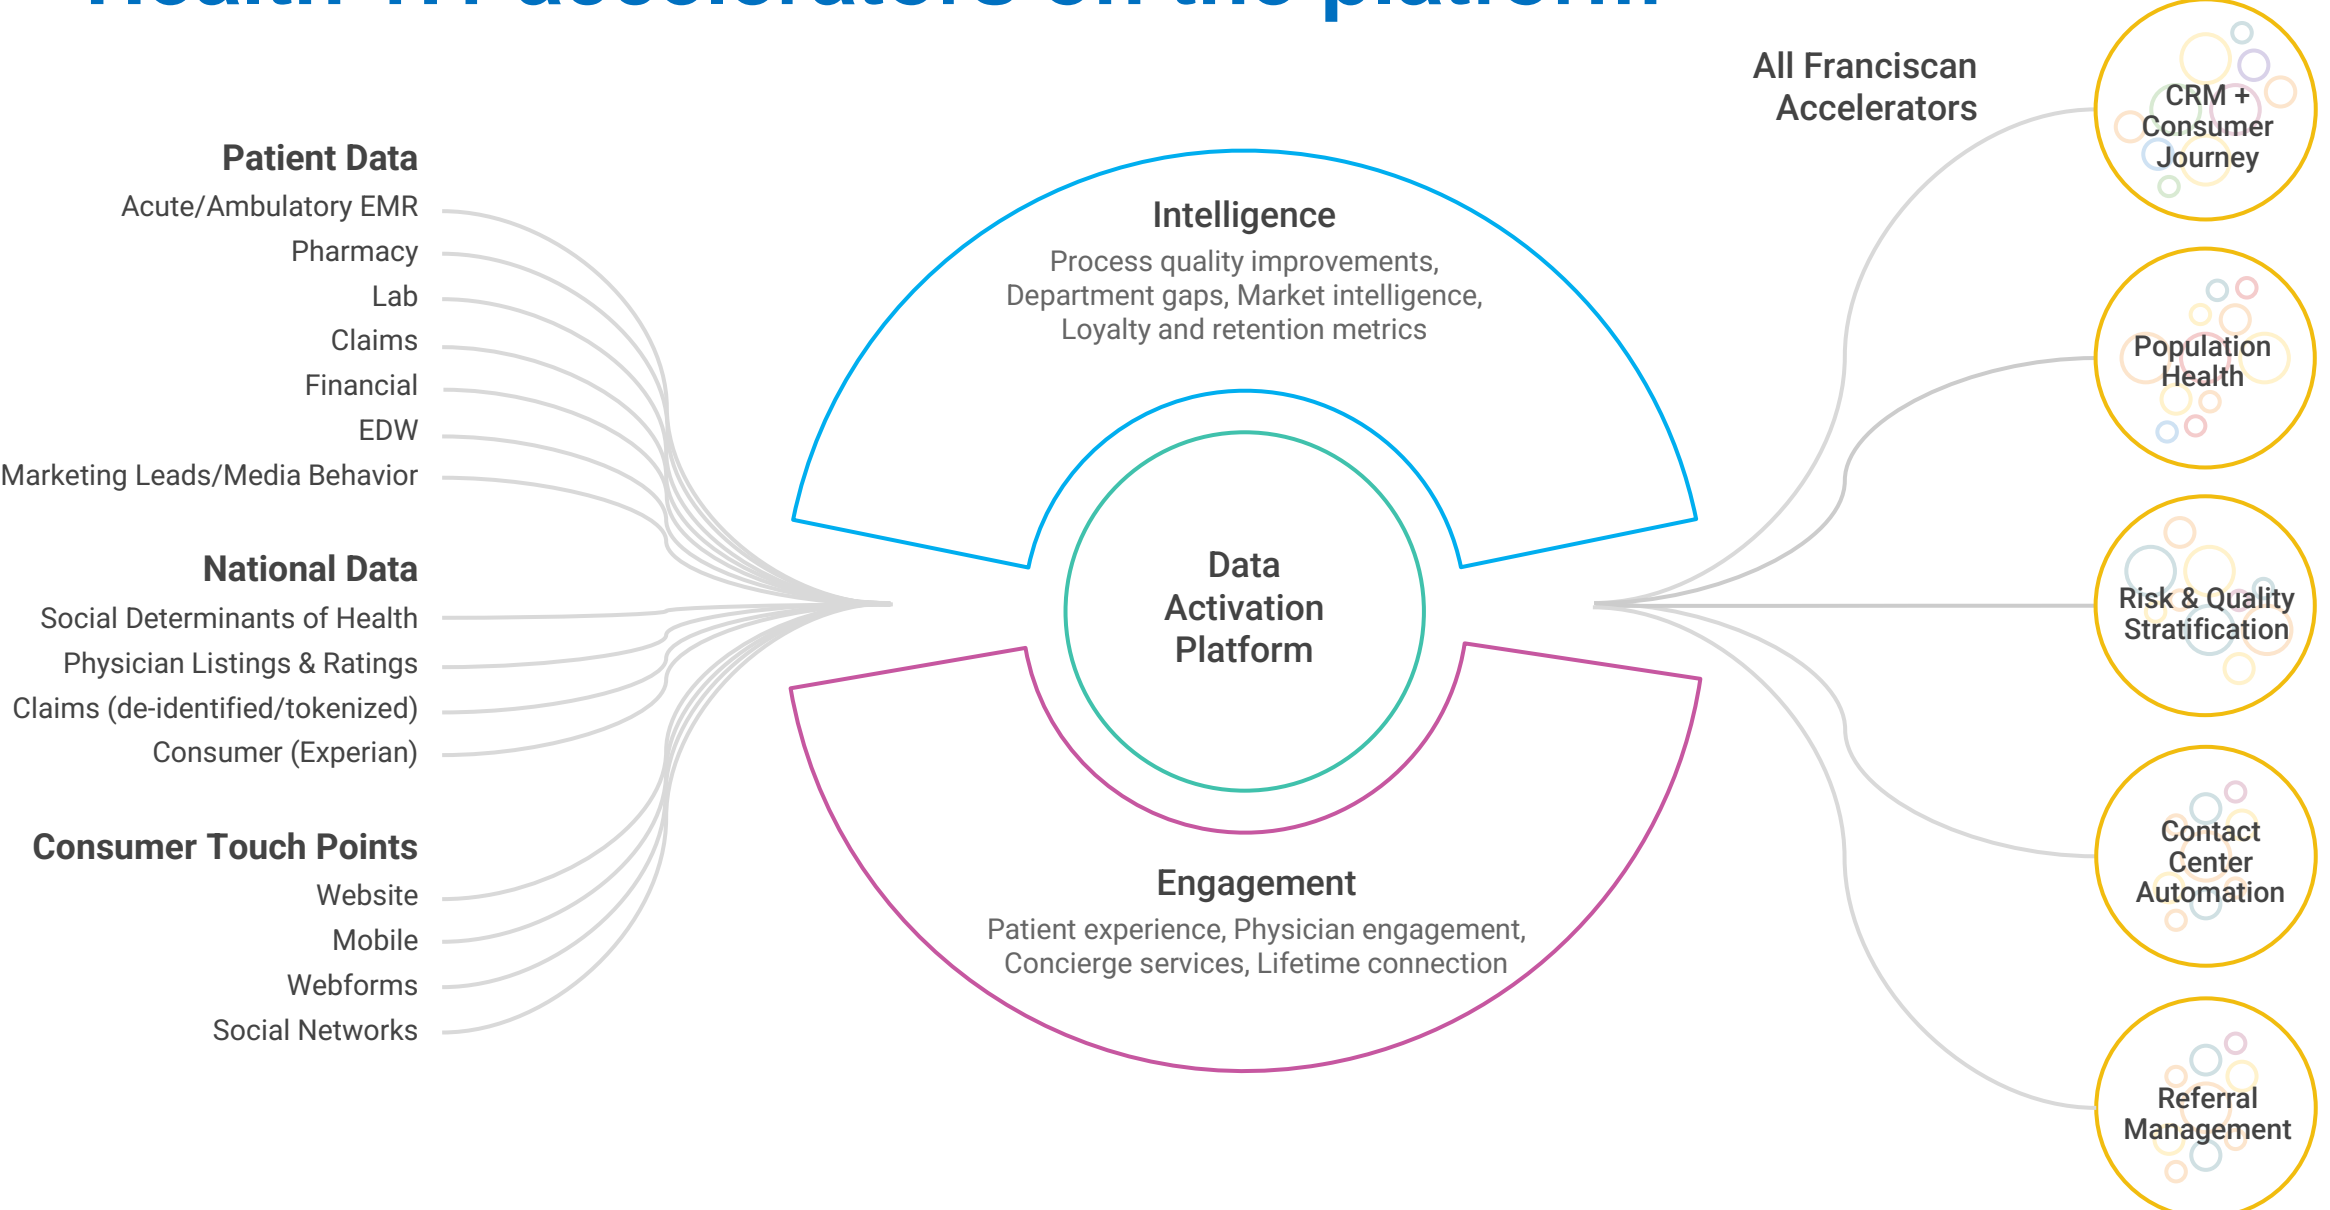 accelerators on the platform
Patient Data
Acute/Ambulatory EMR
Pharmacy
Lab
Claims
Financial
EDW
Marketing Leads/Media Behavior
National Data
Social Determinants of Health
Physician Listings & Ratings
Claims (de-identified/tokenized)
Consumer (Experian)
Consumer Touch Points
Website
Mobile
Webforms
Social Networks
Intelligence
Process quality improvements,
Department gaps, Market intelligence,
Loyalty and retention metrics
Data
Activation
Platform
Engagement
Patient experience, Physician engagement,
Concierge services, Lifetime connection
All Franciscan
Accelerators
CRM +
Consumer
Journey
Population
Health
Risk & Quality
Stratification
Contact
Center
Automation
Referral
Management